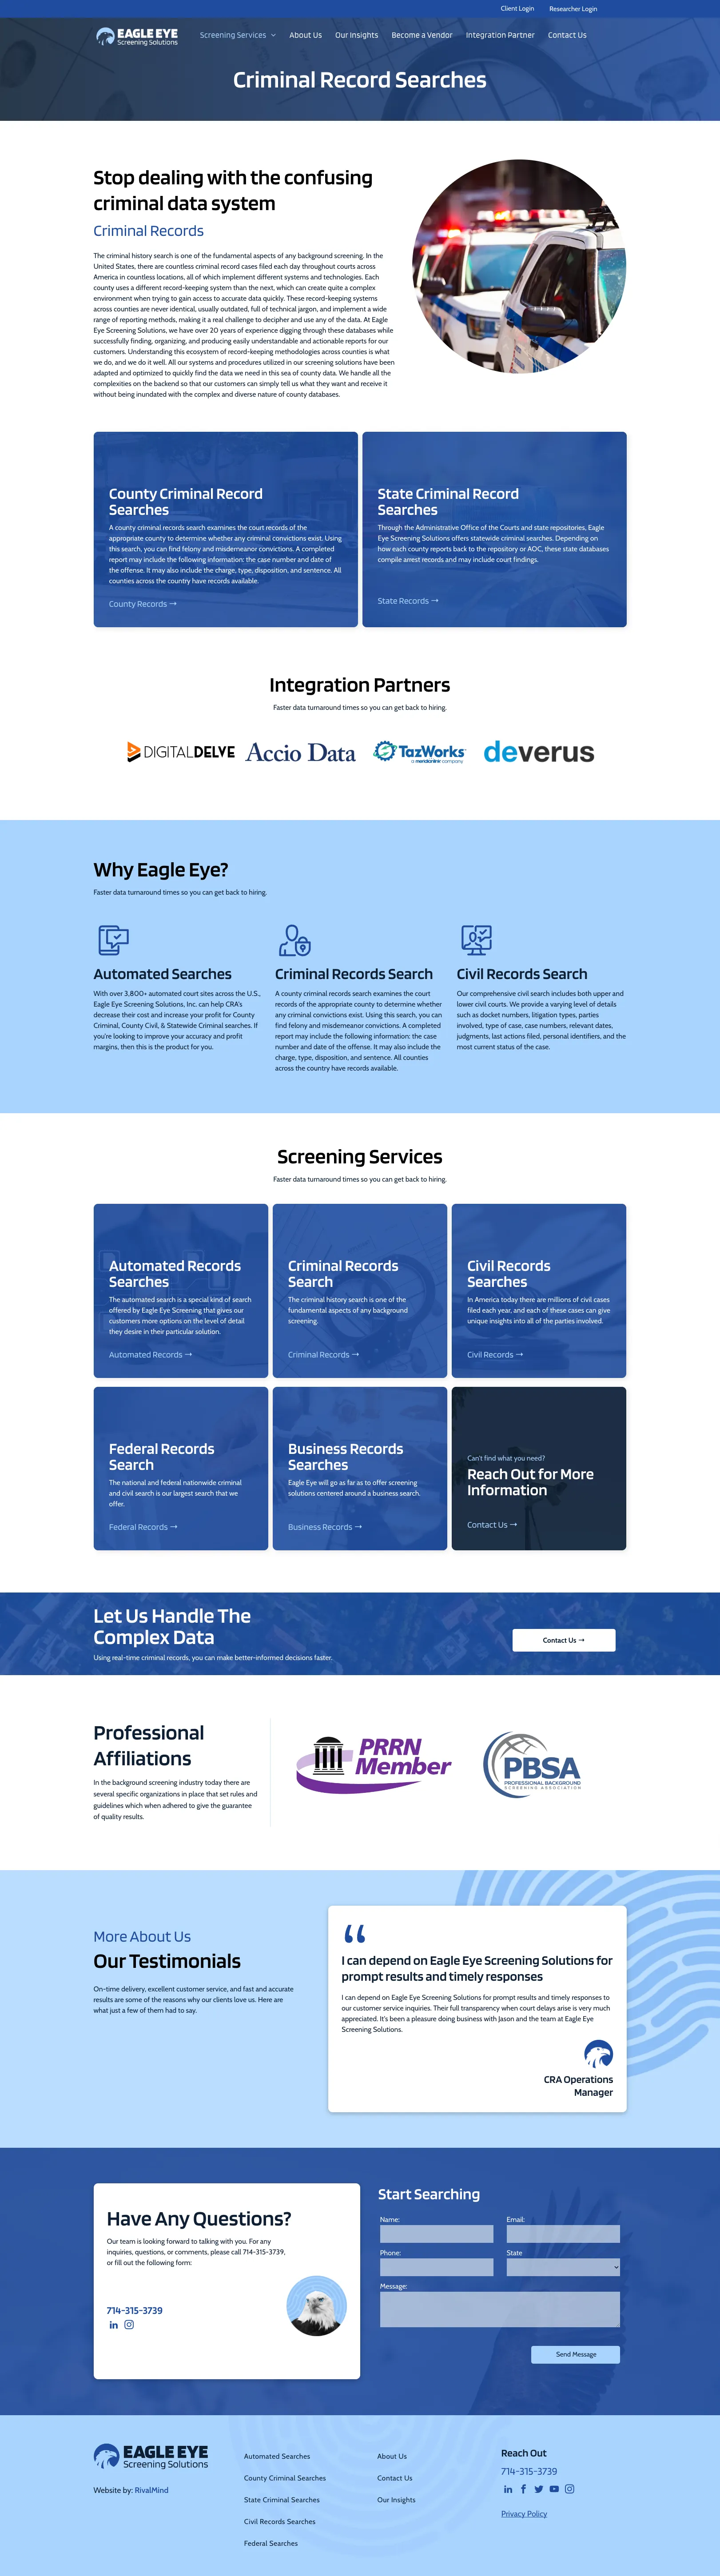 Client Login
Researcher Login
EAGLE EYE
Screening Solutions
Screening Services
About Us
Our Insights
Become a Vendor
Integration Partner
Contact Us
Criminal Record Searches
Stop dealing with the confusing
criminal data system
Criminal Records
The criminal history search is one of the fundamental aspects of any background screening. In the
United States, there are countless criminal record cases filed each day throughout courts across
America in countless locations, all of which implement different systems and technologies. Each
county uses a different record-keeping system than the next, which can create quite a complex
environment when trying to gain access to accurate data quickly. These record-keeping systems
across counties are never identical, usually outdated, full of technical jargon, and implement a wide
range of reporting methods, making it a real challenge to decipher and use any of the data. At Eagle
Eye Screening Solutions, we have over 20 years of experience digging through these databases while
successfully finding, organizing, and producing easily understandable and actionable reports for our
customers. Understanding this ecosystem of record-keeping methodologies across counties is what
we do, and we do it well. All our systems and procedures utilized in our screening solutions have been
adapted and optimized to quickly find the data we need in this sea of county data. We handle all the
complexities on the backend so that our customers can simply tell us what they want and receive it
without being inundated with the complex and diverse nature of county databases.
County Criminal Record
Searches
A county criminal records search examines the court records of the
appropriate county to determine whether any criminal convictions exist. Using
this search, you can find felony and misdemeanor convictions. A completed
report may include the following information: the case number and date of
the offense. It may also include the charge, type, disposition, and sentence. All
counties across the country have records available.
County Records →
State Criminal Record
Searches
Through the Administrative Office of the Courts and state repositories, Eagle
Eye Screening Solutions offers statewide criminal searches. Depending on
how each county reports back to the repository or AOC, these state databases
compile arrest records and may include court findings.
State Records →
Integration Partners
Faster data turnaround times so you can get back to hiring.
DIGITALDELVE
Accio Data
TazWorks
a meridianlink company
deverus
Why Eagle Eye?
Faster data turnaround times so you can get back to hiring.
Automated Searches
With over 3,800+ automated court sites across the U.S.,
Eagle Eye Screening Solutions, Inc. can help CRA's
decrease their cost and increase your profit for County
Criminal, County Civil, & Statewide Criminal searches. If
you're looking to improve your accuracy and profit
margins, then this is the product for you.
Criminal Records Search
A county criminal records search examines the court
records of the appropriate county to determine whether
any criminal convictions exist. Using this search, you can
find felony and misdemeanor convictions. A completed
report may include the following information: the case
number and date of the offense. It may also include the
charge, type, disposition, and sentence. All counties
across the country have records available.
Civil Records Search
Our comprehensive civil search includes both upper and
lower civil courts. We provide a varying level of details
such as docket numbers, litigation types, parties
involved, type of case, case numbers, relevant dates,
judgments, last actions filed, personal identifiers, and the
most current status of the case.
Screening Services
Faster data turnaround times so you can get back to hiring.
Automated Records
Searches
The automated search is a special kind of search
offered by Eagle Eye Screening that gives our
customers more options on the level of detail
they desire in their particular solution.
Automated Records →
Criminal Records
Search
The criminal history search is one of the
fundamental aspects of any background
screening.
Criminal Records →
Civil Records
Searches
In America today there are millions of civil cases
filed each year, and each of these cases can give
unique insights into all of the parties involved.
Civil Records →
Federal Records
Search
The national and federal nationwide criminal
and civil search is our largest search that we
offer.
Federal Records →
Business Records
Searches
Eagle Eye will go as far as to offer screening
solutions centered around a business search.
Business Records →
Can't find what you need?
Reach Out for More
Information
Contact Us →
Let Us Handle The
Complex Data
Using real-time criminal records, you can make better-informed decisions faster.
Contact Us →
Professional
Affiliations
In the background screening industry today there are
several specific organizations in place that set rules and
guidelines which when adhered to give the guarantee
of quality results.
PRRN
Member
PBSA
PROFESSIONAL BACKGROUND
SCREENING ASSOCIATION
More About Us
Our Testimonials
On-time delivery, excellent customer service, and fast and accurate
results are some of the reasons why our clients love us. Here are
what just a few of them had to say.
“
I can depend on Eagle Eye Screening Solutions for
prompt results and timely responses
I can depend on Eagle Eye Screening Solutions for prompt results and timely responses to
our customer service inquiries. Their full transparency when court delays arise is very much
appreciated. It's been a pleasure doing business with Jason and the team at Eagle Eye
Screening Solutions.
CRA Operations
Manager
Have Any Questions?
Our team is looking forward to talking with you. For any
inquiries, questions, or comments, please call 714-315-3739,
or fill out the following form:
714-315-3739
Start Searching
Name:
Email:
Phone:
State
Message:
Send Message
EAGLE EYE
Screening Solutions
Website by: RivalMind
Automated Searches
County Criminal Searches
State Criminal Searches
Civil Records Searches
Federal Searches
About Us
Contact Us
Our Insights
Reach Out
714-315-3739
Privacy Policy